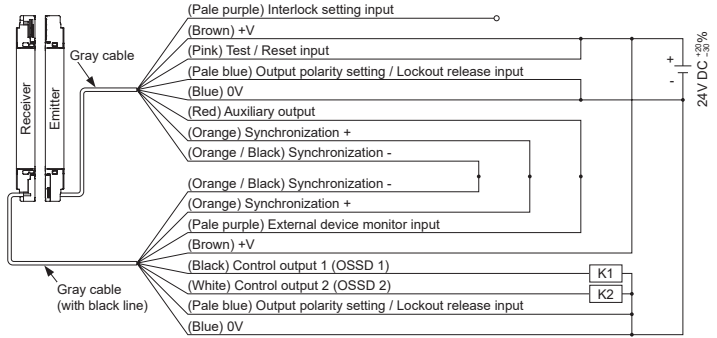 (Pale purple) Interlock setting input
(Brown) +V
(Pink) Test / Reset input
(Pale blue) Output polarity setting / Lockout release input
(Blue) 0V
(Red) Auxiliary output
(Orange) Synchronization +
(Orange / Black) Synchronization -
(Orange / Black) Synchronization -
(Orange) Synchronization +
(Pale purple) External device monitor input
(Brown) +V
(Black) Control output 1 (OSSD 1)
(White) Control output 2 (OSSD 2)
(Pale blue) Output polarity setting / Lockout release input
(Blue) 0V
Gray cable
Receiver
Emitter
Gray cable
(with black line)
K1
K2
+
-
24V DC +20 -30 %